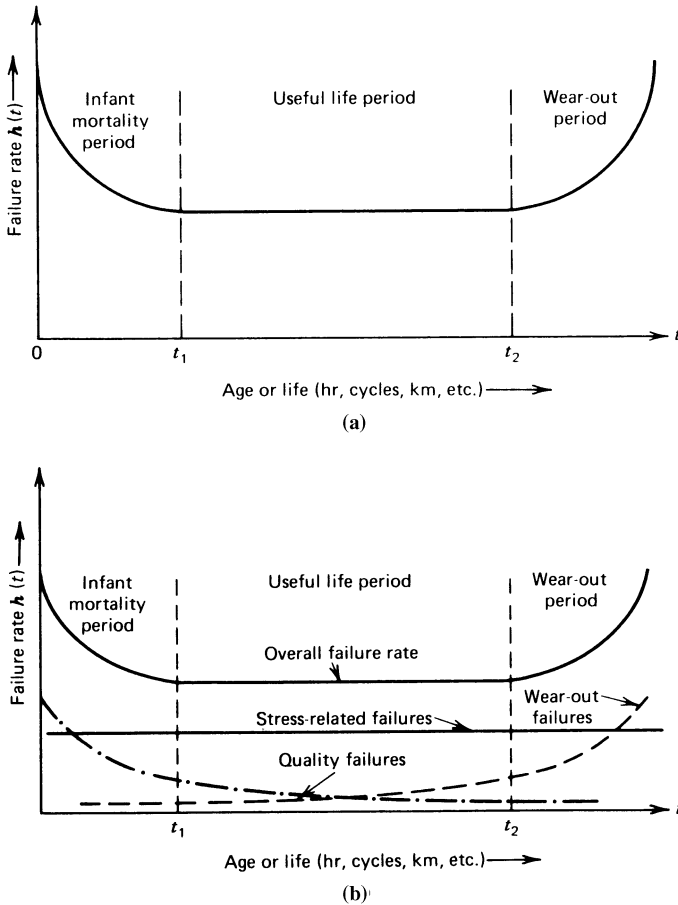 Failure rate h(t)
Infant
mortality
period
Useful life period
Wear-out
period
0
t1
t2
t
Age or life (hr, cycles, km, etc.)
(a)
Failure rate h(t)
Infant
mortality
period
Useful life period
Wear-out
period
Overall failure rate
Wear-out
failures
Stress-related failures
Quality failures
t1
t2
t
Age or life (hr, cycles, km, etc.)
(b)